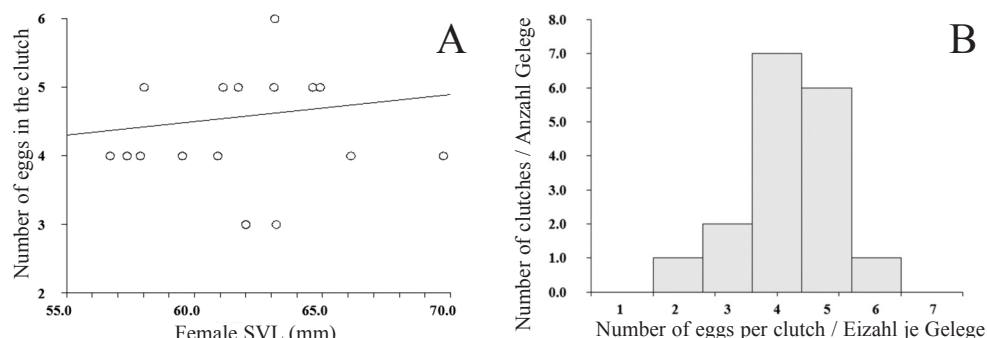 A
Number of eggs in the clutch
6
5
4
3
2
55.0 60.0 65.0 70.0
Female SVL (mm)
B
Number of clutches / Anzahl Gelege
8.0
7.0
6.0
5.0
4.0
3.0
2.0
1.0
0.0
1 2 3 4 5 6 7
Number of eggs per clutch / Eizahl je Gelege